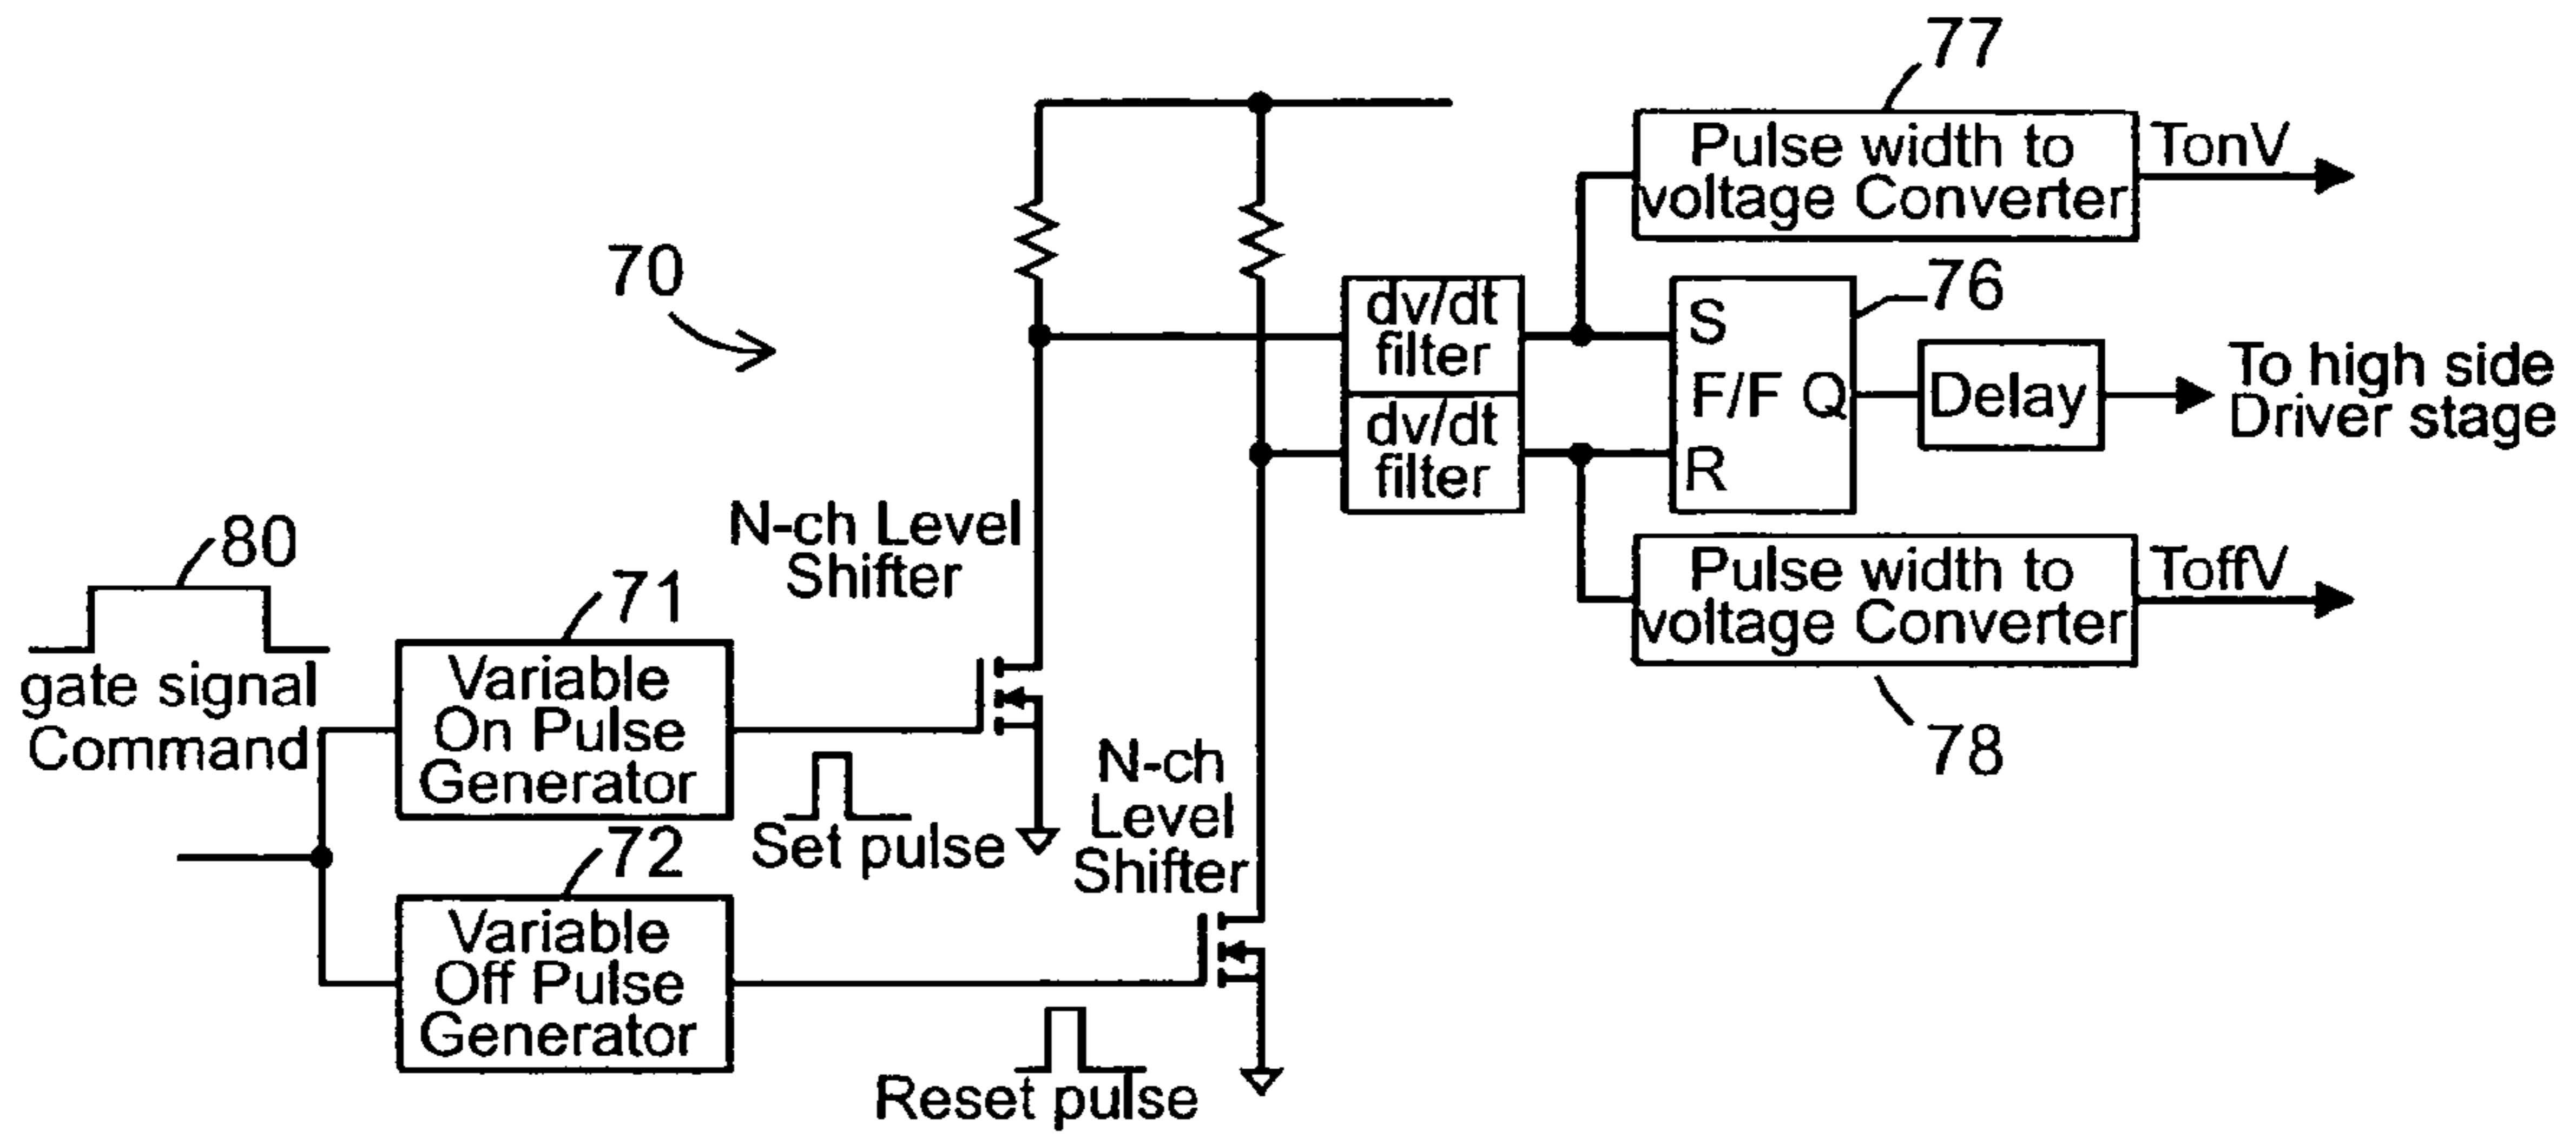 77
Pulse width to
voltage Converter
TonV
70
dv/dt
filter
dv/dt
filter
S
F/F Q
R
76
Delay
To high side
Driver stage
Pulse width to
voltage Converter
ToffV
78
N-ch Level
Shifter
80
gate signal
Command
71
Variable
On Pulse
Generator
Set pulse
N-ch
Level
Shifter
72
Variable
Off Pulse
Generator
Reset pulse